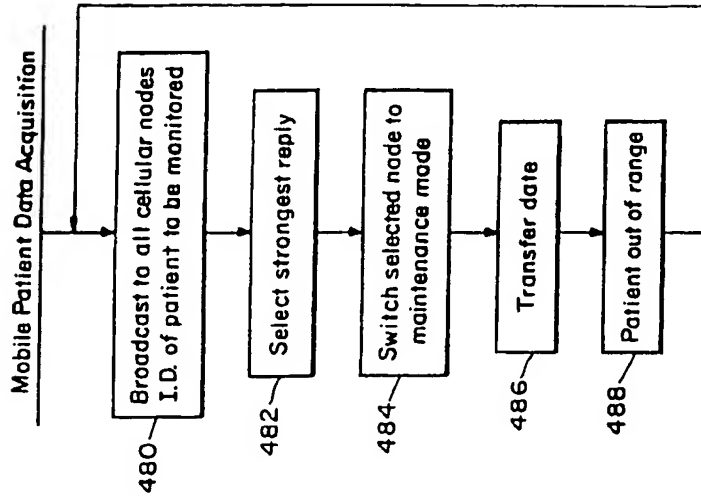 Mobile Patient Data Acquisition
Broadcast to all cellular nodes
I.D. of patient to be monitored
480
Select strongest reply
482
Switch selected node to
maintenance mode
484
Transfer date
486
Patient out of range
488